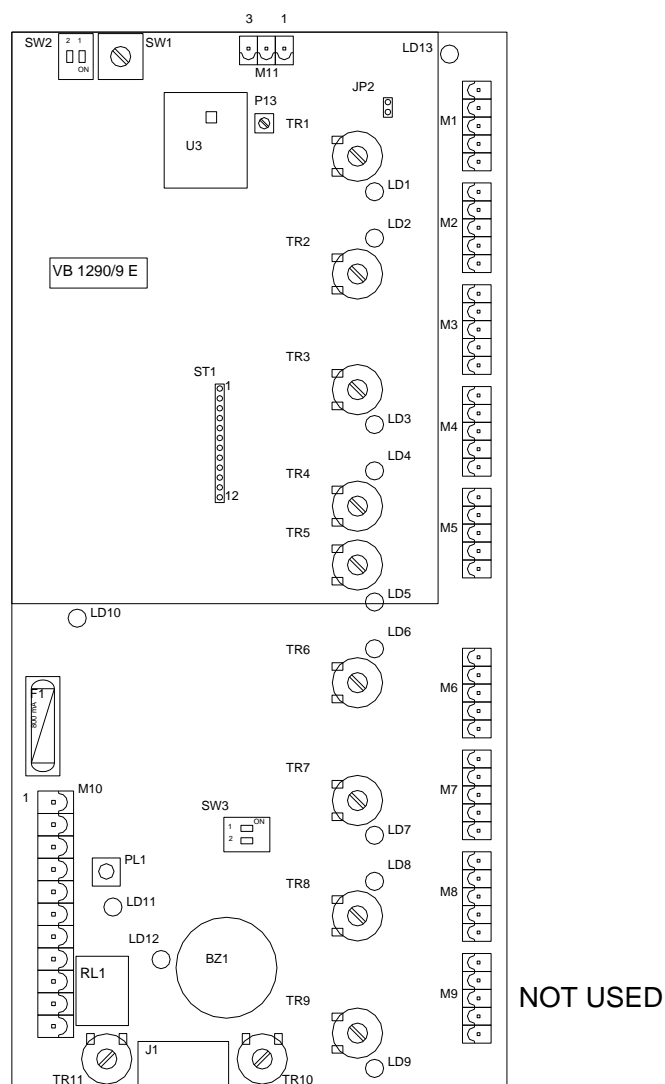 3 1
SW2 2 1 ON SW1 M11 LD13
P13 JP2
U3 TR1 M1
LD1
LD2 M2
TR2
VB 1290/9 E
M3
TR3
ST1 1
LD3 M4
LD4
TR4
12
TR5 M5
LD5
LD10
LD6
TR6
F1 800 mA M6
TR7
M10 M7
1 SW3
1 ON
2 LD7
PL1
LD8
TR8 M8
LD11
LD12
BZ1
RL1 M9
TR9 NOT USED
J1
LD9
TR11 TR10